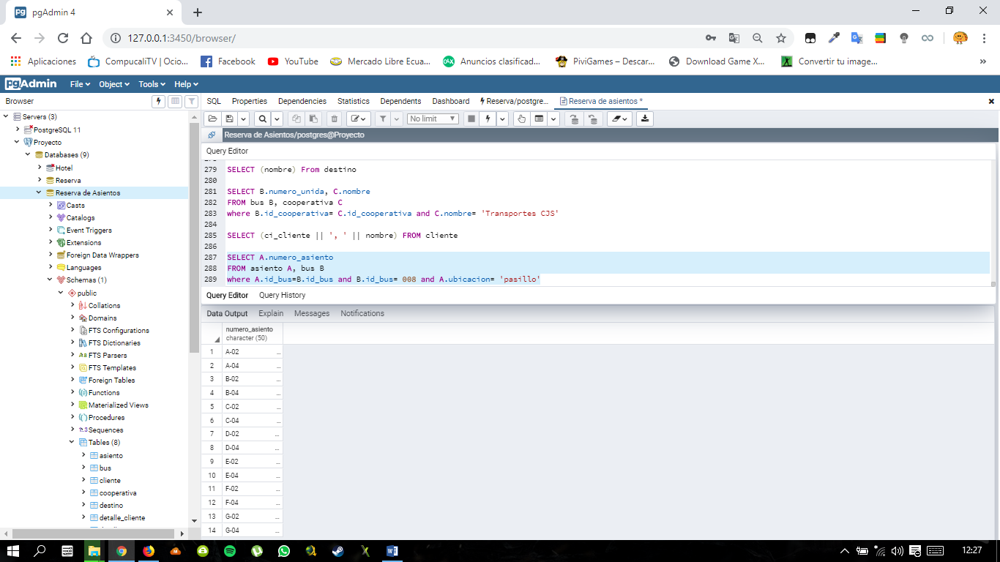 pgAdmin 4
127.0.0.1:3450/browser/
Aplicaciones CompucaliTV | Ocio... Facebook YouTube Mercado Libre Ecua... Anuncios clasificad... PiviGames – Descar... Download Game X... Convertir tu image... »
pgAdmin File Object Tools Help
Browser
SQL Properties Dependencies Statistics Dependents Dashboard Reserva/postgre... Reserva de asientos *
No limit
Reserva de Asientos/postgres@Proyecto
Query Editor
Servers (3)
PostgreSQL 11
Proyecto
Databases (9)
Hotel
Reserva
Reserva de Asientos
Casts
Catalogs
Event Triggers
Extensions
Foreign Data Wrappers
Languages
Schemas (1)
public
Collations
Domains
FTS Configurations
FTS Dictionaries
FTS Parsers
FTS Templates
Foreign Tables
Functions
Materialized Views
Procedures
Sequences
Tables (8)
asiento
bus
cliente
cooperativa
destino
detalle_cliente
279 SELECT (nombre) From destino
280
281 SELECT B.numero_unida, C.nombre
282 FROM bus B, cooperativa C
283 where B.id_cooperativa= C.id_cooperativa and C.nombre= 'Transportes CJS'
284
285 SELECT (ci_cliente || ', ' || nombre) FROM cliente
286
287 SELECT A.numero_asiento
288 FROM asiento A, bus B
289 where A.id_bus=B.id_bus and B.id_bus= 008 and A.ubicacion= 'pasillo'
Query Editor Query History
Data Output Explain Messages Notifications
numero_asiento
character (50)
1 A-02 ...
2 A-04 ...
3 B-02 ...
4 B-04 ...
5 C-02 ...
6 C-04 ...
7 D-02 ...
8 D-04 ...
9 E-02 ...
10 E-04 ...
11 F-02 ...
12 F-04 ...
13 G-02 ...
14 G-04 ...
12:27